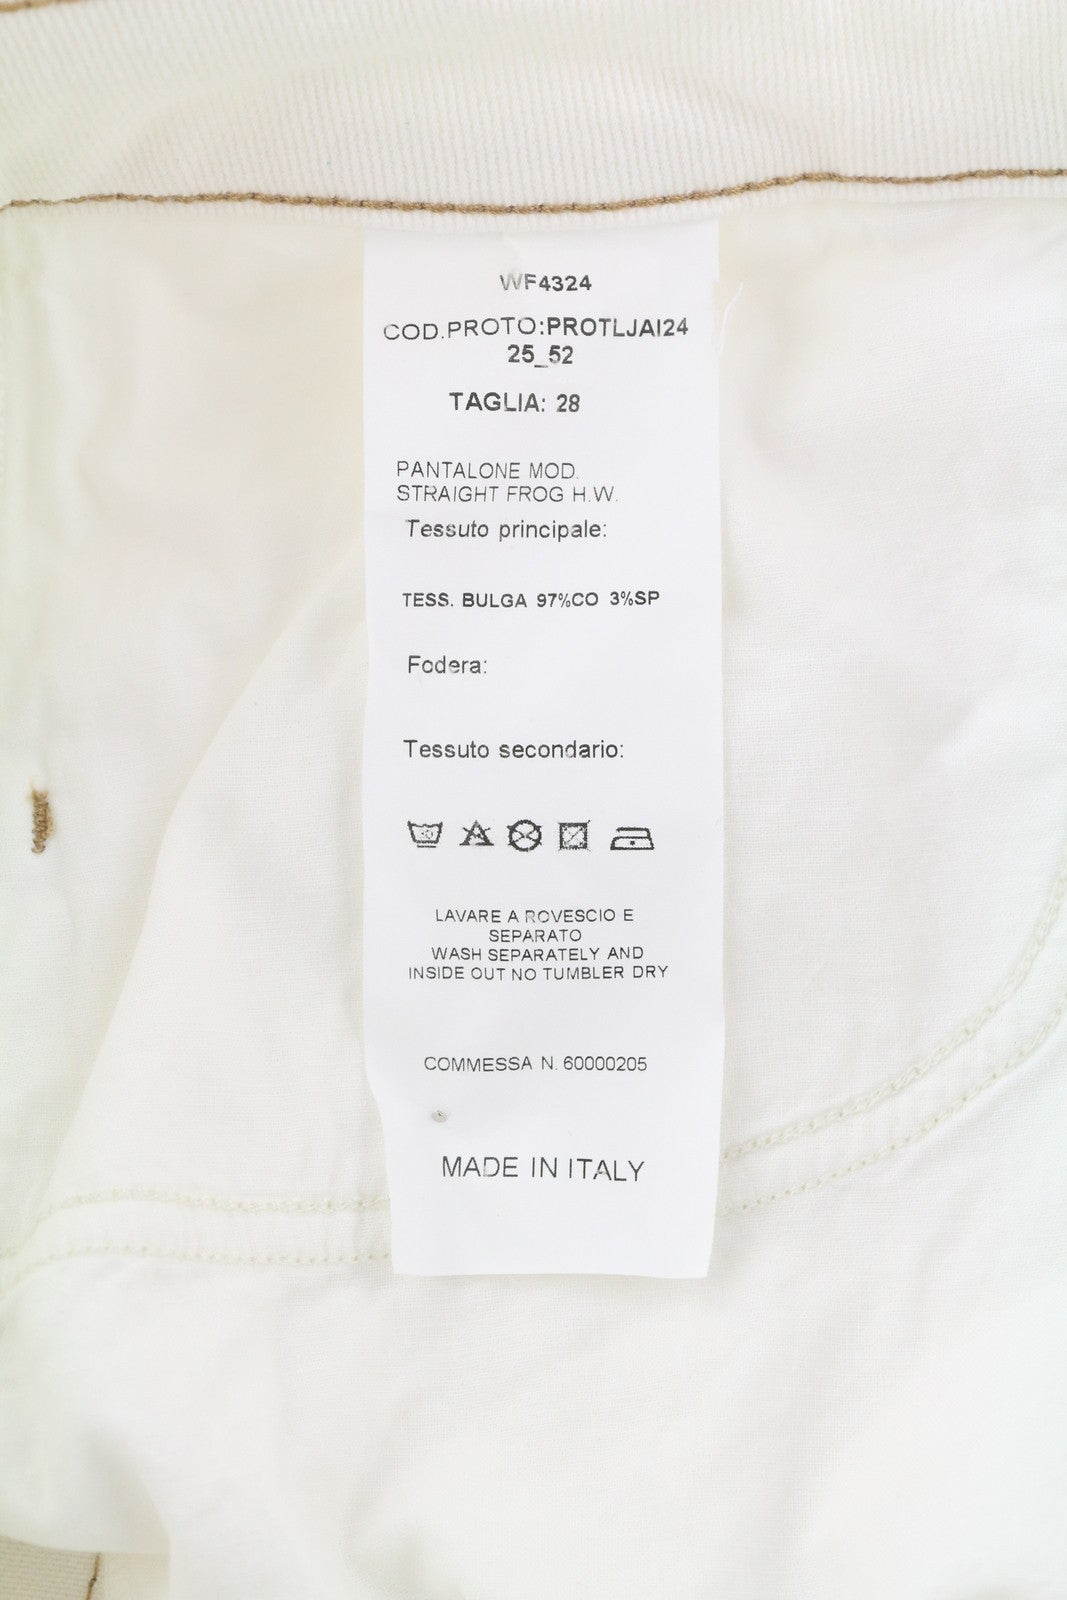 WF4324
COD.PROTO:PROTLJAI24
25_52
TAGLIA: 28
PANTALONE MOD.
STRAIGHT FROG H.W.
Tessuto principale:
TESS. BULGA 97%CO 3%SP
Fodera:
Tessuto secondario:
LAVARE A ROVESCIO E
SEPARATO
WASH SEPARATELY AND
INSIDE OUT NO TUMBLER DRY
COMMESSA N. 60000205
MADE IN ITALY